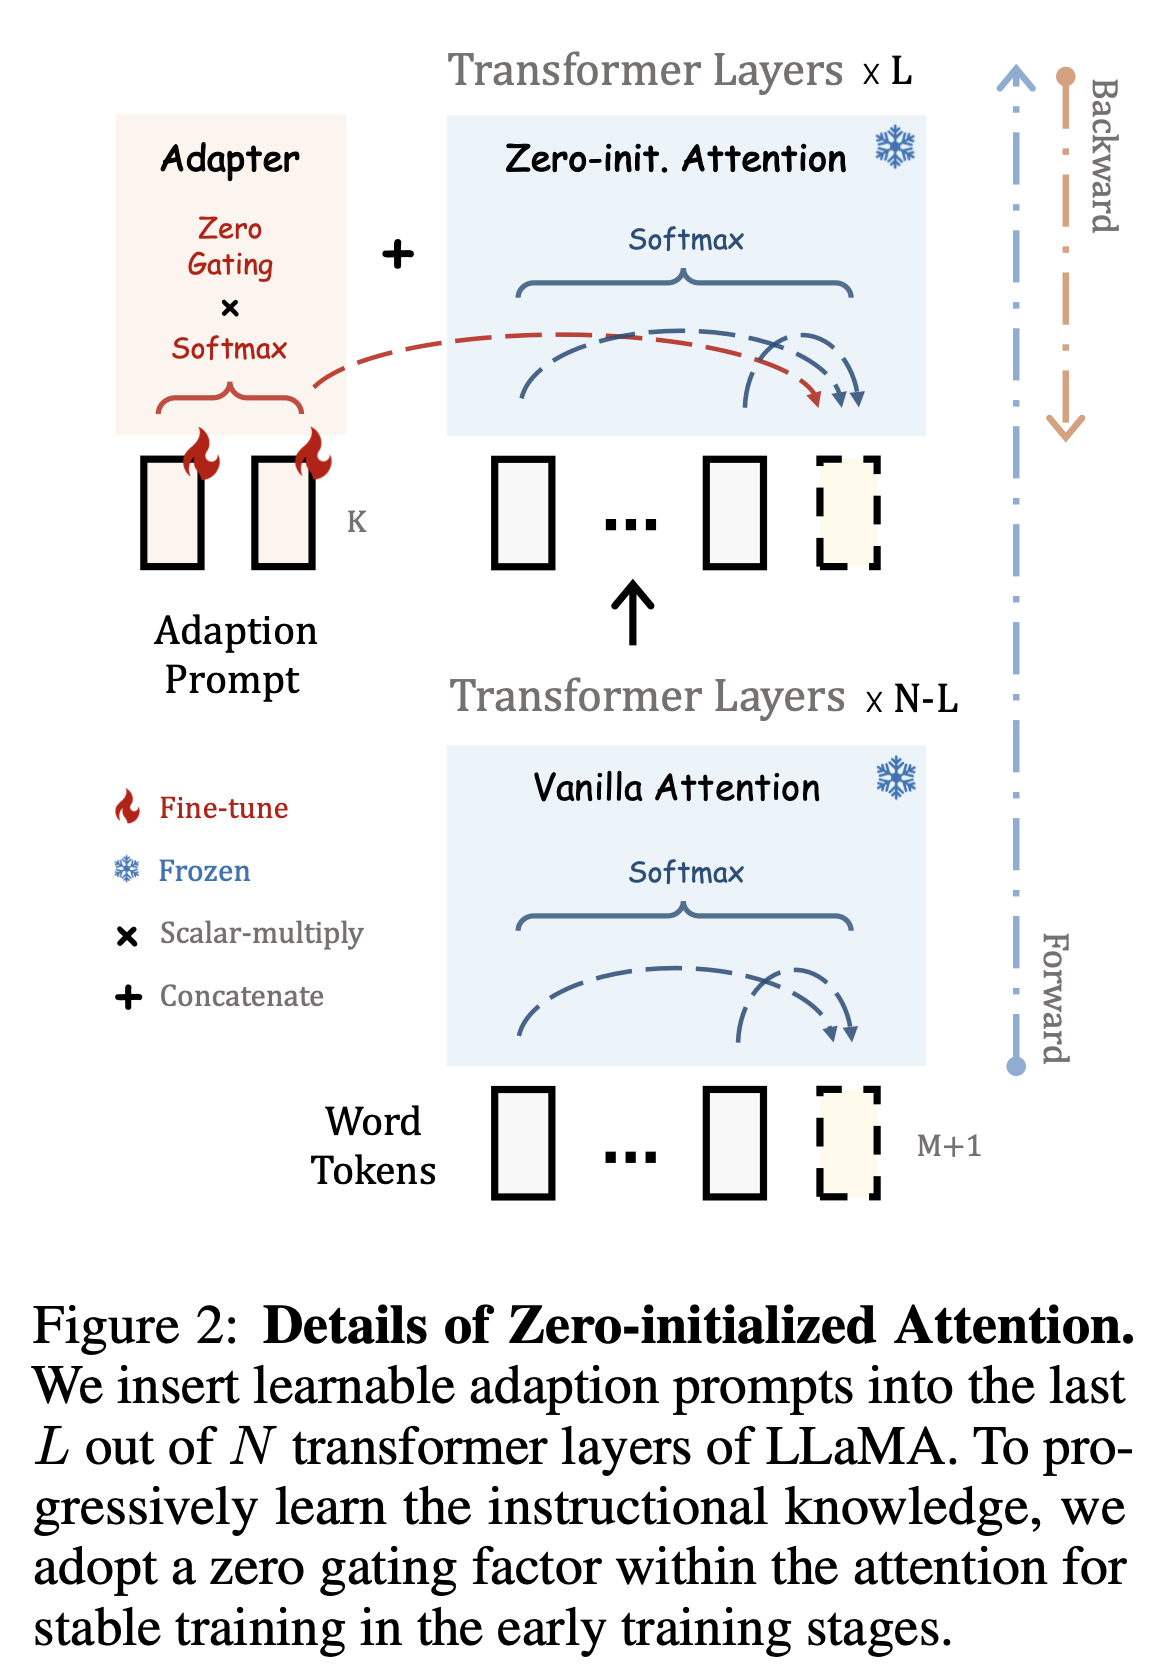 Transformer Layers x L
Backward
Adapter
Zero-init. Attention
Zero
Gating
×
Softmax
+
Softmax
K
...
Adaption
Prompt
Transformer Layers x N-L
Vanilla Attention
Softmax
Fine-tune
Frozen
× Scalar-multiply
+ Concatenate
Forward
Word
Tokens
...
M+1
Figure 2: Details of Zero-initialized Attention.
We insert learnable adaption prompts into the last
L out of N transformer layers of LLaMA. To pro-
gressively learn the instructional knowledge, we
adopt a zero gating factor within the attention for
stable training in the early training stages.